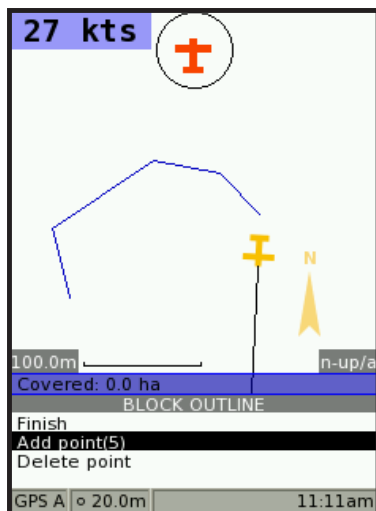 27 kts
N
100.0m
n-up/a
Covered: 0.0 ha
BLOCK OUTLINE
Finish
Add point(5)
Delete point
GPS A 20.0m 11:11am